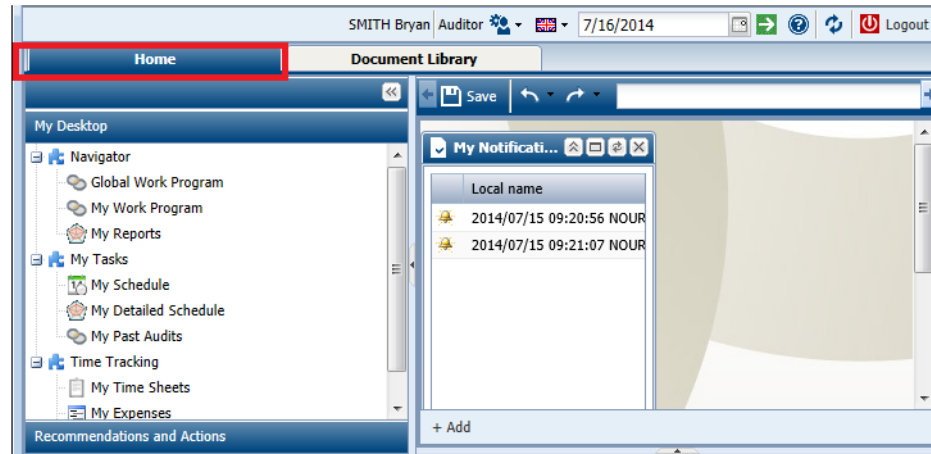 SMITH Bryan Auditor 7/16/2014 Logout
Home Document Library
Save
My Desktop
Navigator
Global Work Program
My Work Program
My Reports
My Tasks
My Schedule
My Detailed Schedule
My Past Audits
Time Tracking
My Time Sheets
My Expenses
Recommendations and Actions
My Notificati...
Local name
2014/07/15 09:20:56 NOUR
2014/07/15 09:21:07 NOUR
+ Add